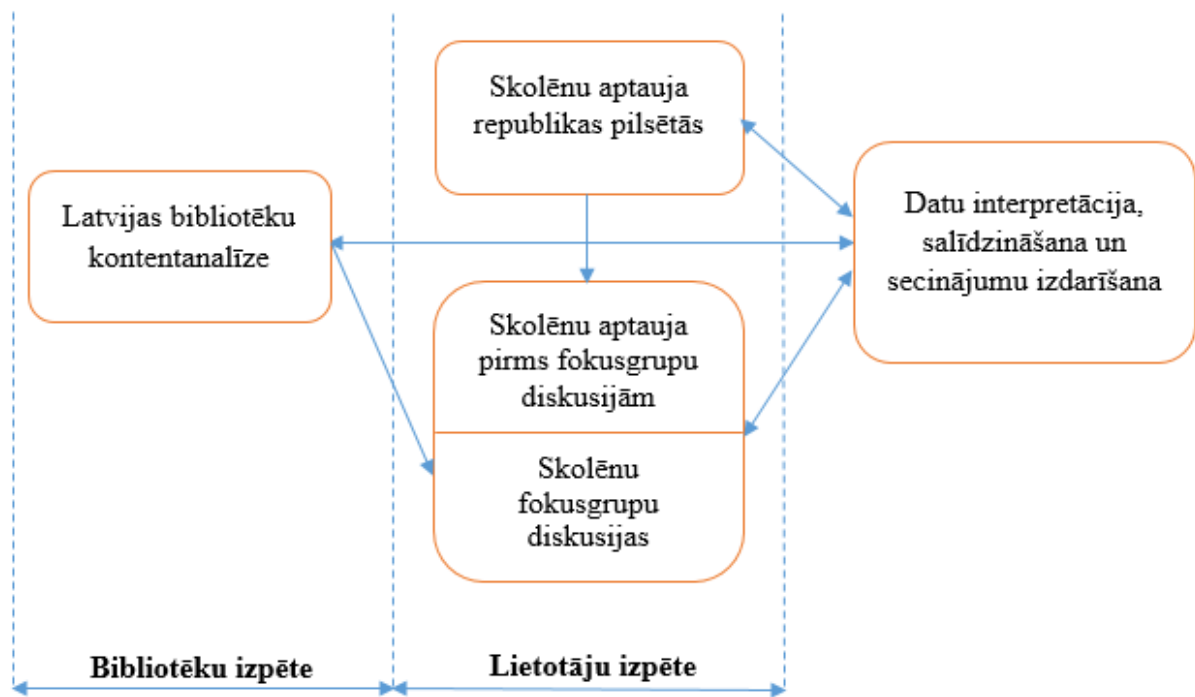 Latvijas bibliotēku
kontentanalīze
Skolēnu aptauja
republikas pilsētās
Skolēnu aptauja
pirms fokusgrupu
diskusijām
Skolēnu
fokusgrupu
diskusijas
Datu interpretācija,
salīdzināšana un
secinājumu izdarīšana
Bibliotēku izpēte
Lietotāju izpēte